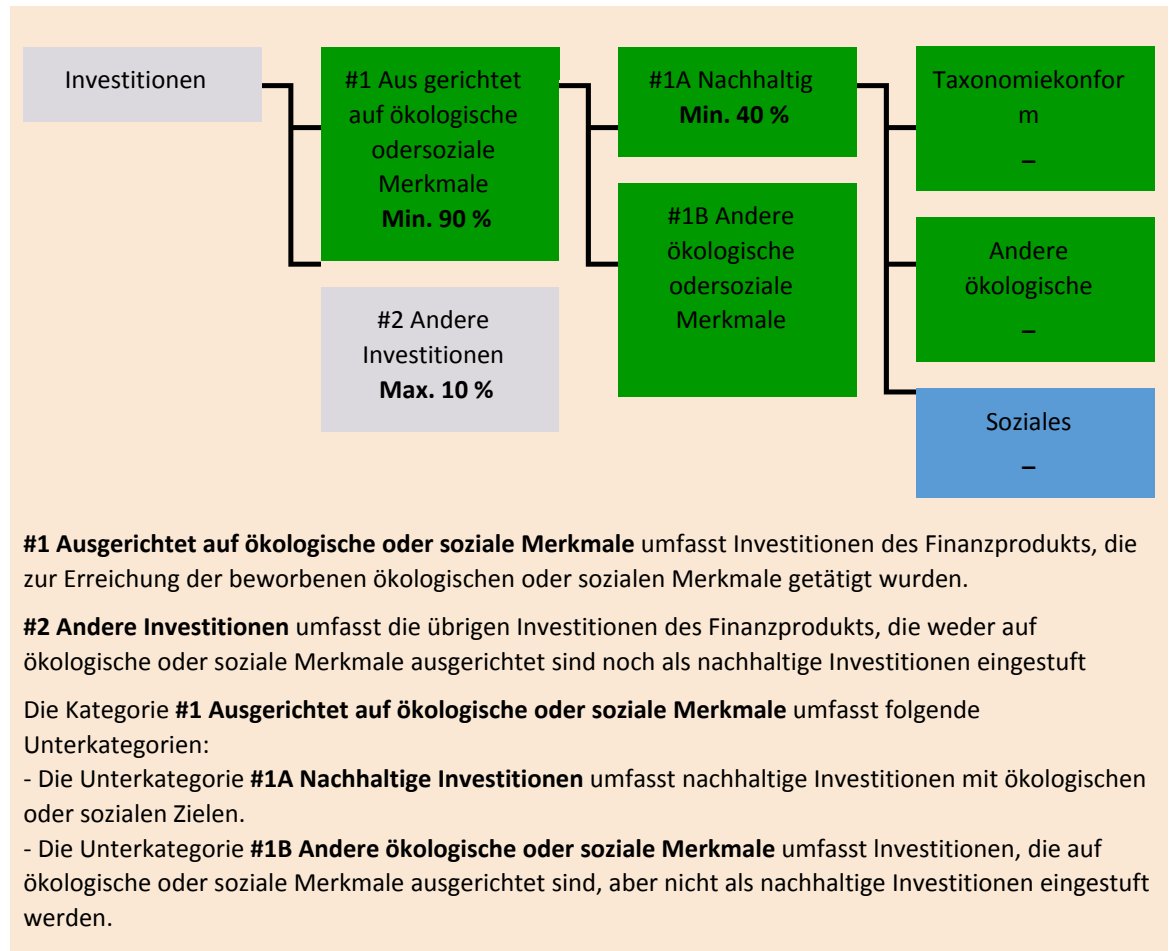 Investitionen
#1 Aus gerichtet
auf ökologische
odersoziale
Merkmale
Min. 90 %
#2 Andere
Investitionen
Max. 10 %
#1A Nachhaltig
Min. 40 %
#1B Andere
ökologische
odersoziale
Merkmale
Taxonomiekonfor
m
–
Andere
ökologische
–
Soziales
–
#1 Ausgerichtet auf ökologische oder soziale Merkmale umfasst Investitionen des Finanzprodukts, die
zur Erreichung der beworbenen ökologischen oder sozialen Merkmale getätigt wurden.
#2 Andere Investitionen umfasst die übrigen Investitionen des Finanzprodukts, die weder auf
ökologische oder soziale Merkmale ausgerichtet sind noch als nachhaltige Investitionen eingestuft
Die Kategorie #1 Ausgerichtet auf ökologische oder soziale Merkmale umfasst folgende
Unterkategorien:
- Die Unterkategorie #1A Nachhaltige Investitionen umfasst nachhaltige Investitionen mit ökologischen
oder sozialen Zielen.
- Die Unterkategorie #1B Andere ökologische oder soziale Merkmale umfasst lnvestitionen, die auf
ökologische oder soziale Merkmale ausgerichtet sind, aber nicht als nachhaltige Investitionen eingestuft
werden.